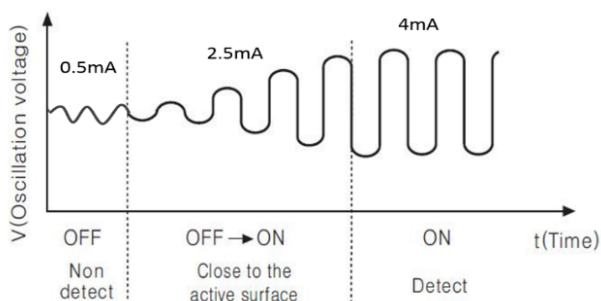 4mA
2.5mA
0.5mA
V(Oscillation voltage)
OFF
OFF→ON
ON
t(Time)
Non
detect
Close to the
active surface
Detect